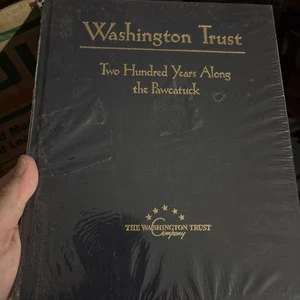 Washington Trust
Two Hundred Years Along
the Pawcatuck
THE WASHINGTON TRUST
Company